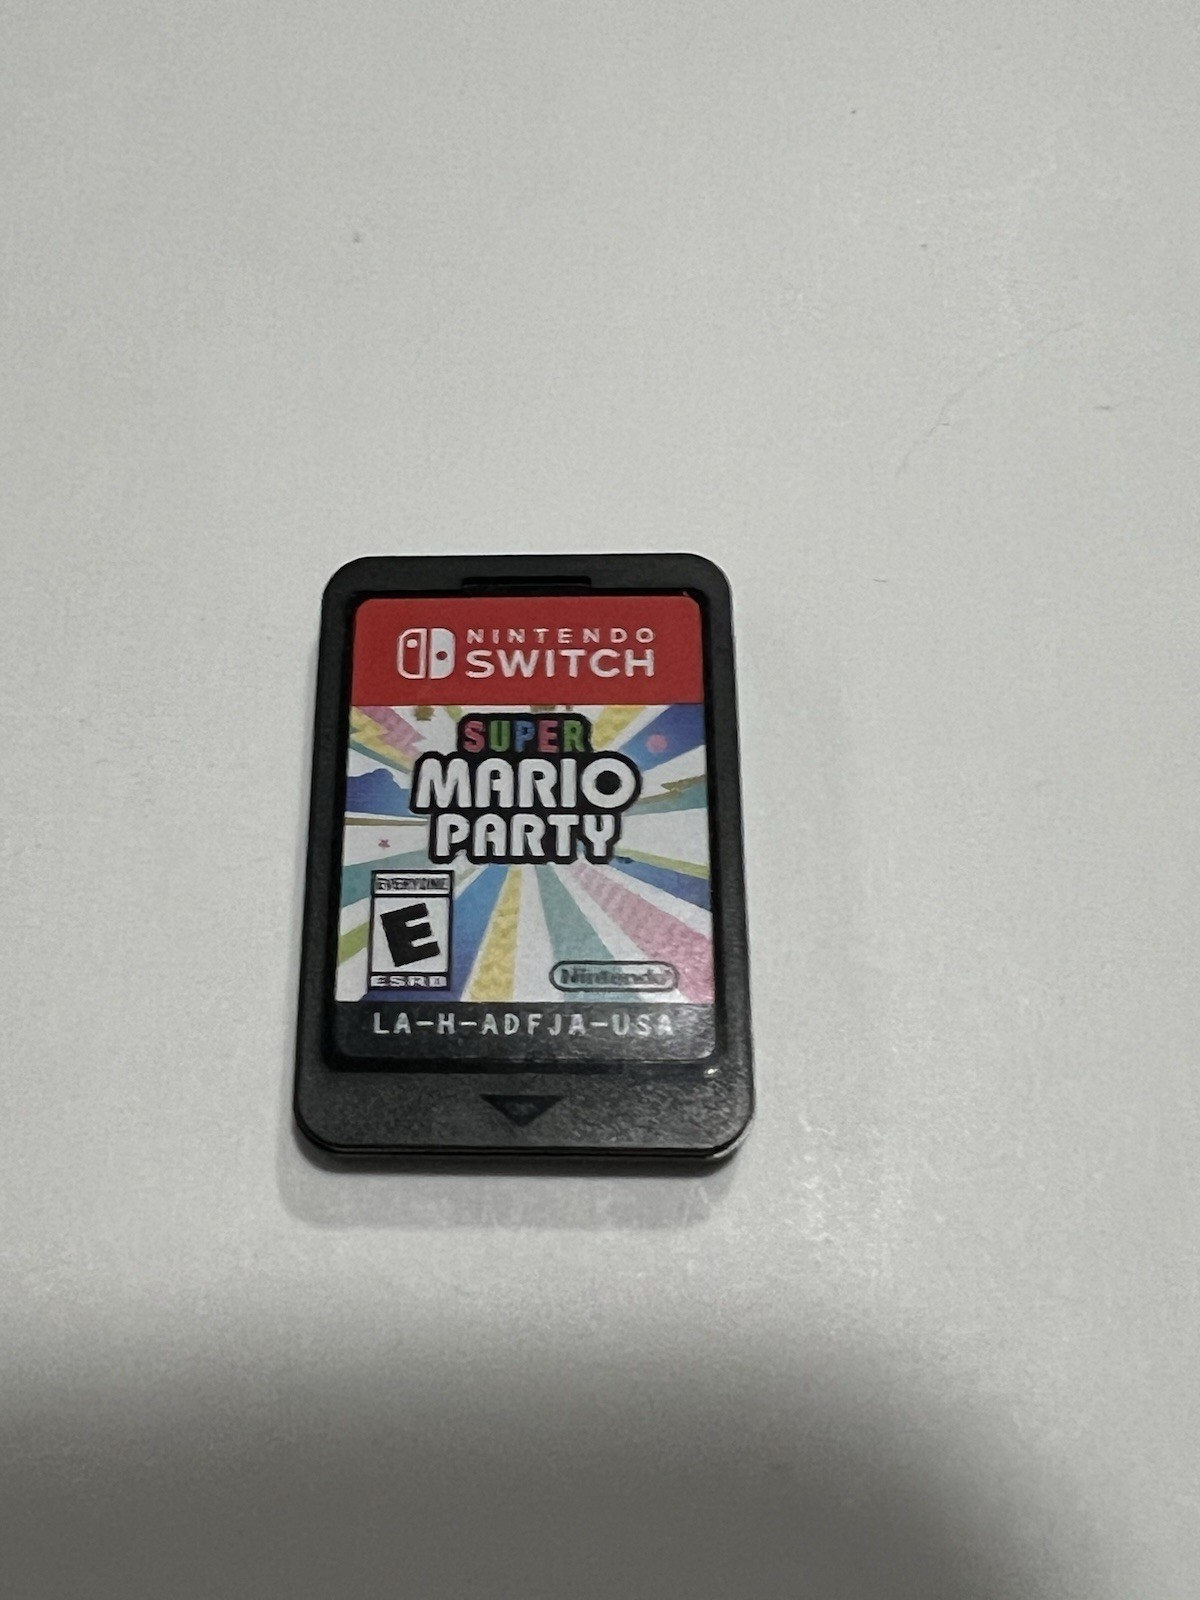 NINTENDO
SWITCH
SUPER
MARIO
PARTY
EVERYONE
E
ESRB
Nintendo
LA-H-ADFJA-USA